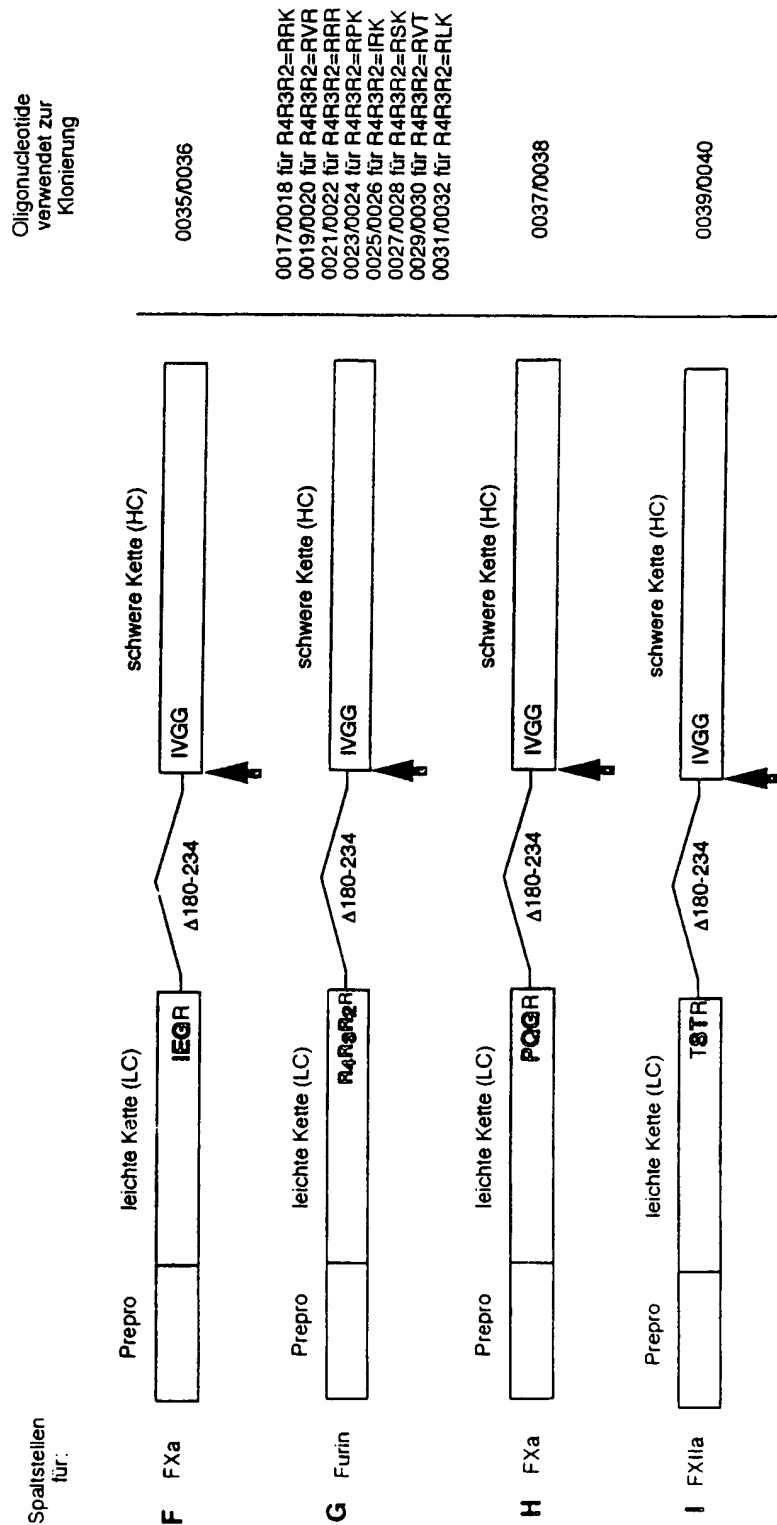 Spaltstellen
für:
Oligonucleotide
verwendet zur
Klonierung
F FXa
Prepro
leichte Kette (LC)
schwere Kette (HC)
IEGR
Δ180-234
IVGG
0035/0036
G Furin
Prepro
leichte Kette (LC)
schwere Kette (HC)
R4R3R2R
Δ180-234
IVGG
0017/0018 für R4R3R2=RRK
0019/0020 für R4R3R2=RVR
0021/0022 für R4R3R2=RRR
0023/0024 für R4R3R2=RPK
0025/0026 für R4R3R2=IRK
0027/0028 für R4R3R2=RSK
0029/0030 für R4R3R2=RVT
0031/0032 für R4R3R2=RLK
H FXa
Prepro
leichte Kette (LC)
schwere Kette (HC)
PQGR
Δ180-234
IVGG
0037/0038
I FXIIa
Prepro
leichte Kette (LC)
schwere Kette (HC)
TSTR
Δ180-234
IVGG
0039/0040